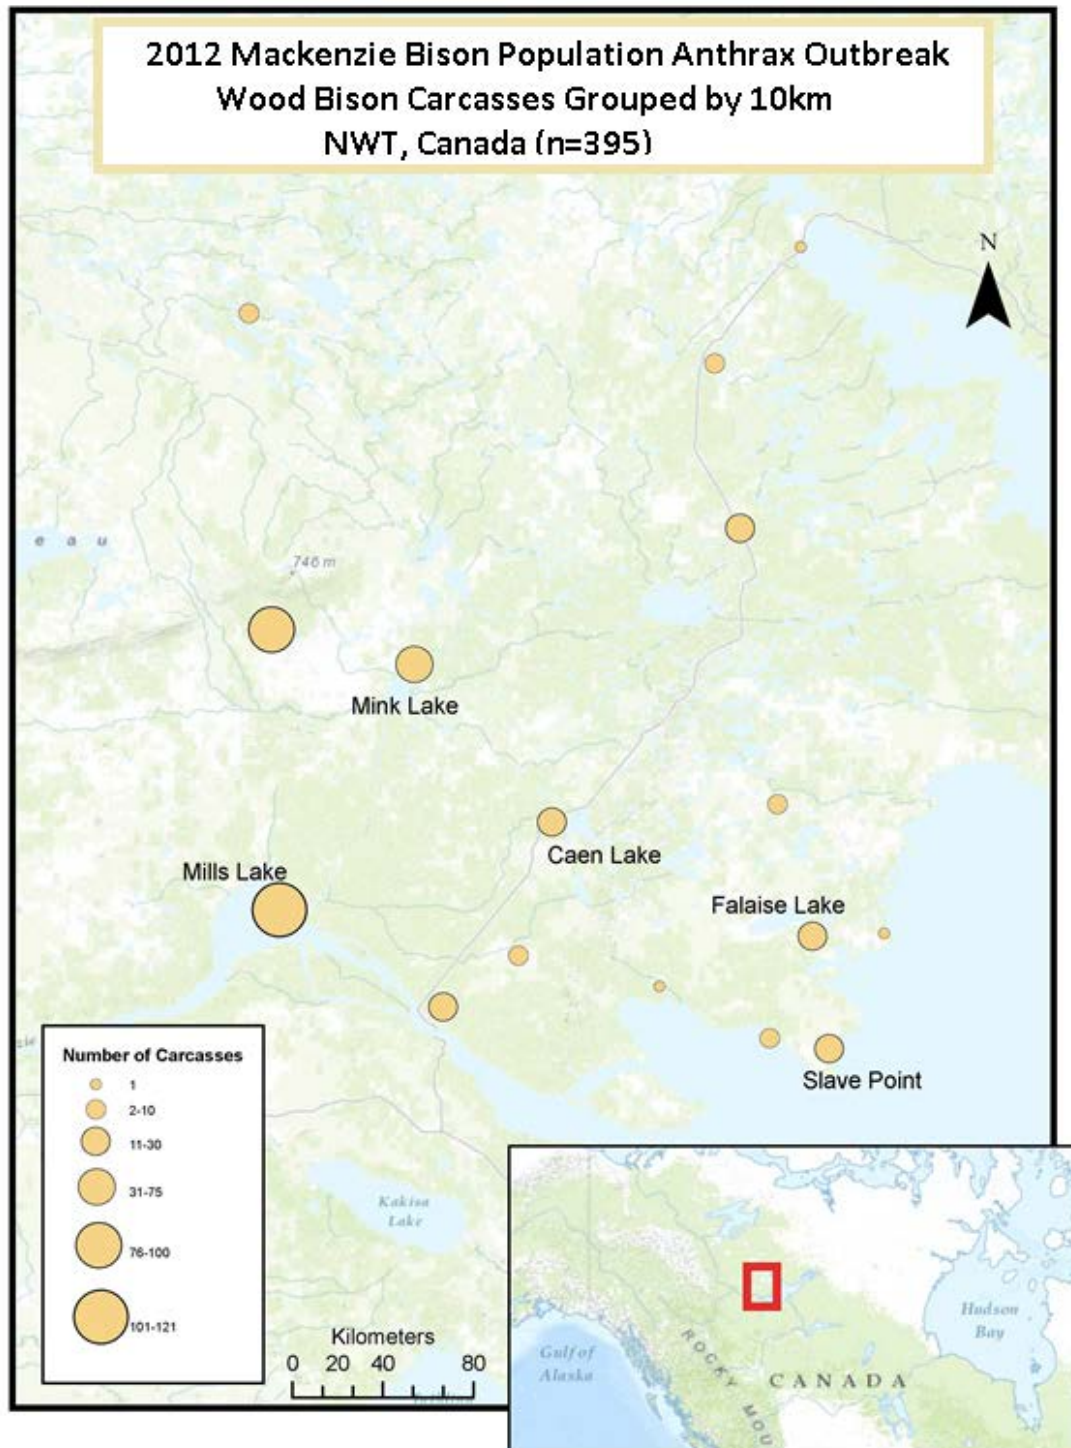 2012 Mackenzie Bison Population Anthrax Outbreak
Wood Bison Carcasses Grouped by 10km
NWT, Canada (n=395)
N
e a u
746 m
Mink Lake
Caen Lake
Mills Lake
Falaise Lake
Slave Point
Number of Carcasses
1
2-10
11-30
31-75
76-100
101-121
Kakisa
Lake
Kilometers
0 20 40 80
Hudson
Bay
Gulf of
Alaska
ROCKY MOU
CANADA